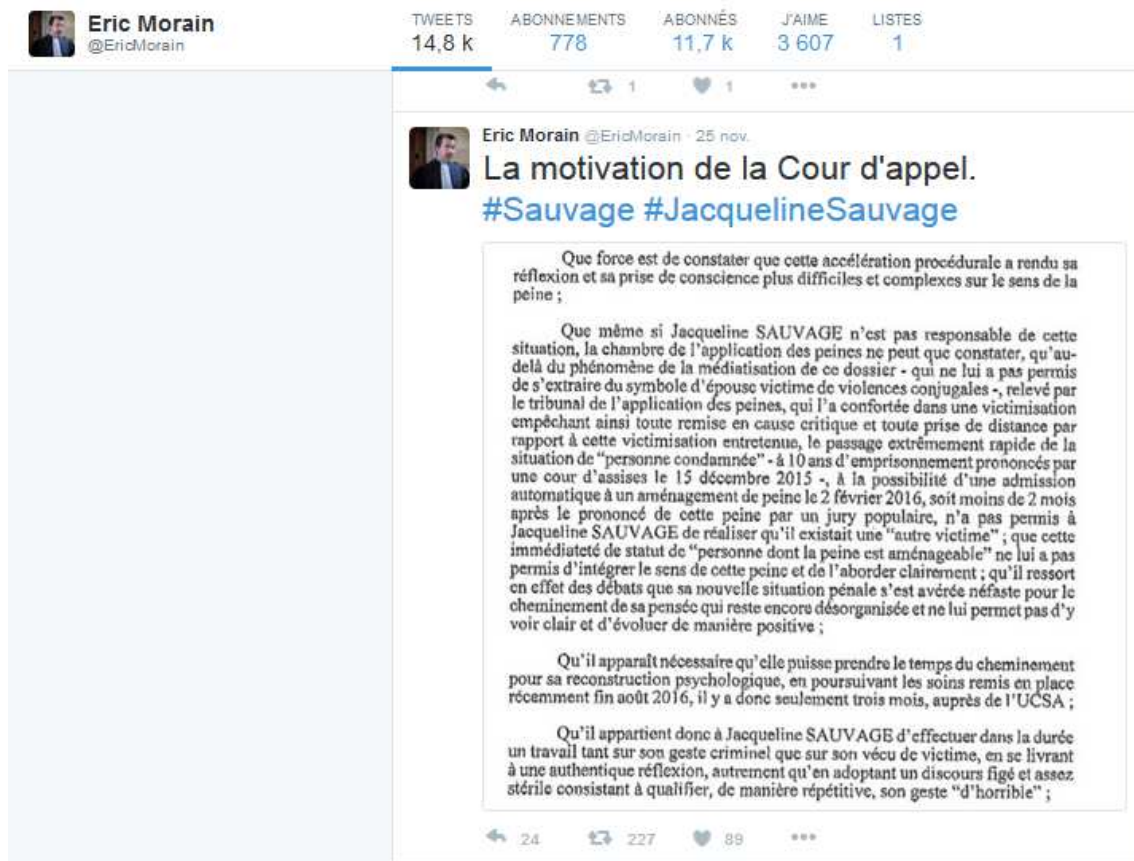 Eric Morain
@EricMorain
TWEETS ABONNEMENTS ABONNÉS J'AIME LISTES
14,8 k 778 11,7 k 3 607 1
1 1
Eric Morain @EricMorain · 25 nov.
La motivation de la Cour d'appel.
#Sauvage #JacquelineSauvage
Que force est de constater que cette accélération procédurale a rendu sa
réflexion et sa prise de conscience plus difficiles et complexes sur le sens de la
peine ;
Que même si Jacqueline SAUVAGE n'est pas responsable de cette
situation, la chambre de l'application des peines ne peut que constater, qu'au-
delà du phénomène de la médiatisation de ce dossier - qui ne lui a pas permis
de s'extraire du symbole d'épouse victime de violences conjugales -, relevé par
le tribunal de l'application des peines, qui l'a confortée dans une victimisation
empêchant ainsi toute remise en cause critique et toute prise de distance par
rapport à cette victimisation entretenue, le passage extrêmement rapide de la
situation de "personne condamnée" - à 10 ans d'emprisonnement prononcés par
une cour d'assises le 15 décembre 2015 -, à la possibilité d'une admission
automatique à un aménagement de peine le 2 février 2016, soit moins de 2 mois
après le prononcé de cette peine par un jury populaire, n'a pas permis à
Jacqueline SAUVAGE de réaliser qu'il existait une "autre victime" ; que cette
immédiateté de statut de "personne dont la peine est aménageable" ne lui a pas
permis d'intégrer le sens de cette peine et de l'aborder clairement ; qu'il ressort
en effet des débats que sa nouvelle situation pénale s'est avérée néfaste pour le
cheminement de sa pensée qui reste encore désorganisée et ne lui permet pas d'y
voir clair et d'évoluer de manière positive ;
Qu'il apparaît nécessaire qu'elle puisse prendre le temps du cheminement
pour sa reconstruction psychologique, en poursuivant les soins remis en place
récemment fin août 2016, il y a donc seulement trois mois, auprès de l'UCSA ;
Qu'il appartient donc à Jacqueline SAUVAGE d'effectuer dans la durée
un travail tant sur son geste criminel que sur son vécu de victime, en se livrant
à une authentique réflexion, autrement qu'en adoptant un discours figé et assez
stérile consistant à qualifier, de manière répétitive, son geste "d'horrible" ;
24 227 89